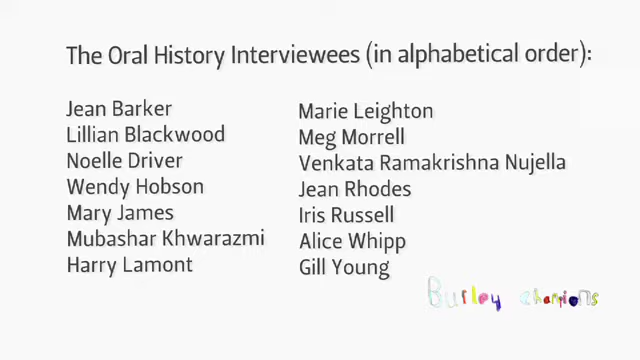 The Oral History Interviewees (in alphabetical order):
Jean Barker
Lillian Blackwood
Noelle Driver
Wendy Hobson
Mary James
Mubashar Khwarazmi
Harry Lamont
Marie Leighton
Meg Morrell
Venkata Ramakrishna Nujella
Jean Rhodes
Iris Russell
Alice Whipp
Gill Young
Burley champions